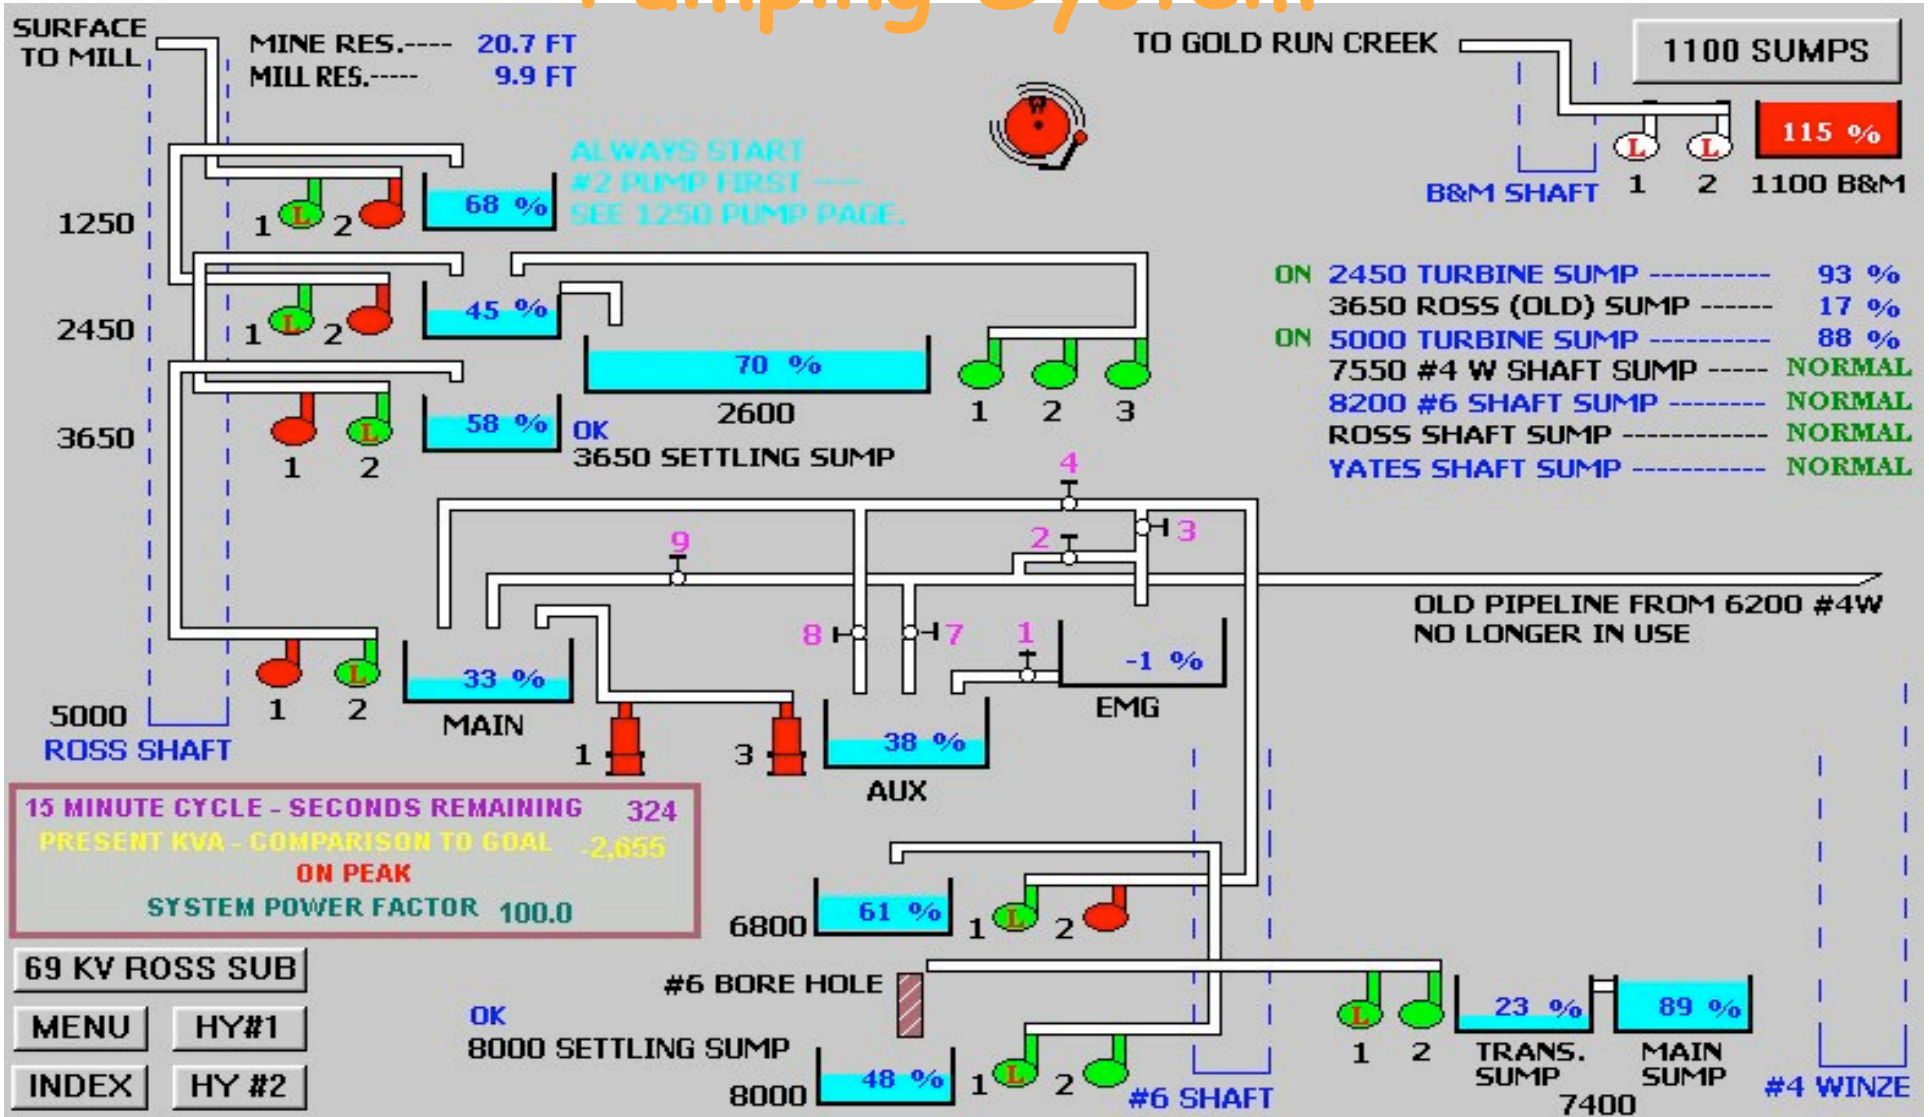 Pumping System
SURFACE
TO MILL
MINE RES.---- 20.7 FT
MILL RES.----- 9.9 FT
TO GOLD RUN CREEK
1100 SUMPS
W
ALWAYS START
#2 PUMP FIRST ----
SEE 1250 PUMP PAGE.
L L 115 %
B&M SHAFT 1 2 1100 B&M
1250 1 L 2 68 %
2450 1 L 2 45 %
70 %
2600 1 2 3
3650 L 58 % OK
1 2 3650 SETTLING SUMP
ON 2450 TURBINE SUMP ---------- 93 %
3650 ROSS (OLD) SUMP ------ 17 %
ON 5000 TURBINE SUMP ---------- 88 %
7550 #4 W SHAFT SUMP ----- NORMAL
8200 #6 SHAFT SUMP -------- NORMAL
ROSS SHAFT SUMP ------------ NORMAL
YATES SHAFT SUMP ----------- NORMAL
4
9 2 3
OLD PIPELINE FROM 6200 #4W
NO LONGER IN USE
8 7 1
L 33 % -1 %
1 2 MAIN EMG
5000
ROSS SHAFT
1 3 38 %
AUX
15 MINUTE CYCLE - SECONDS REMAINING 324
PRESENT KVA - COMPARISON TO GOAL -2,655
ON PEAK
SYSTEM POWER FACTOR 100.0
6800 61 % 1 L 2
69 KV ROSS SUB
#6 BORE HOLE
MENU HY#1
INDEX HY #2
OK
8000 SETTLING SUMP
8000 48 % 1 L 2
#6 SHAFT
L 23 % 89 %
1 2 TRANS. SUMP MAIN SUMP
7400
#4 WINZE